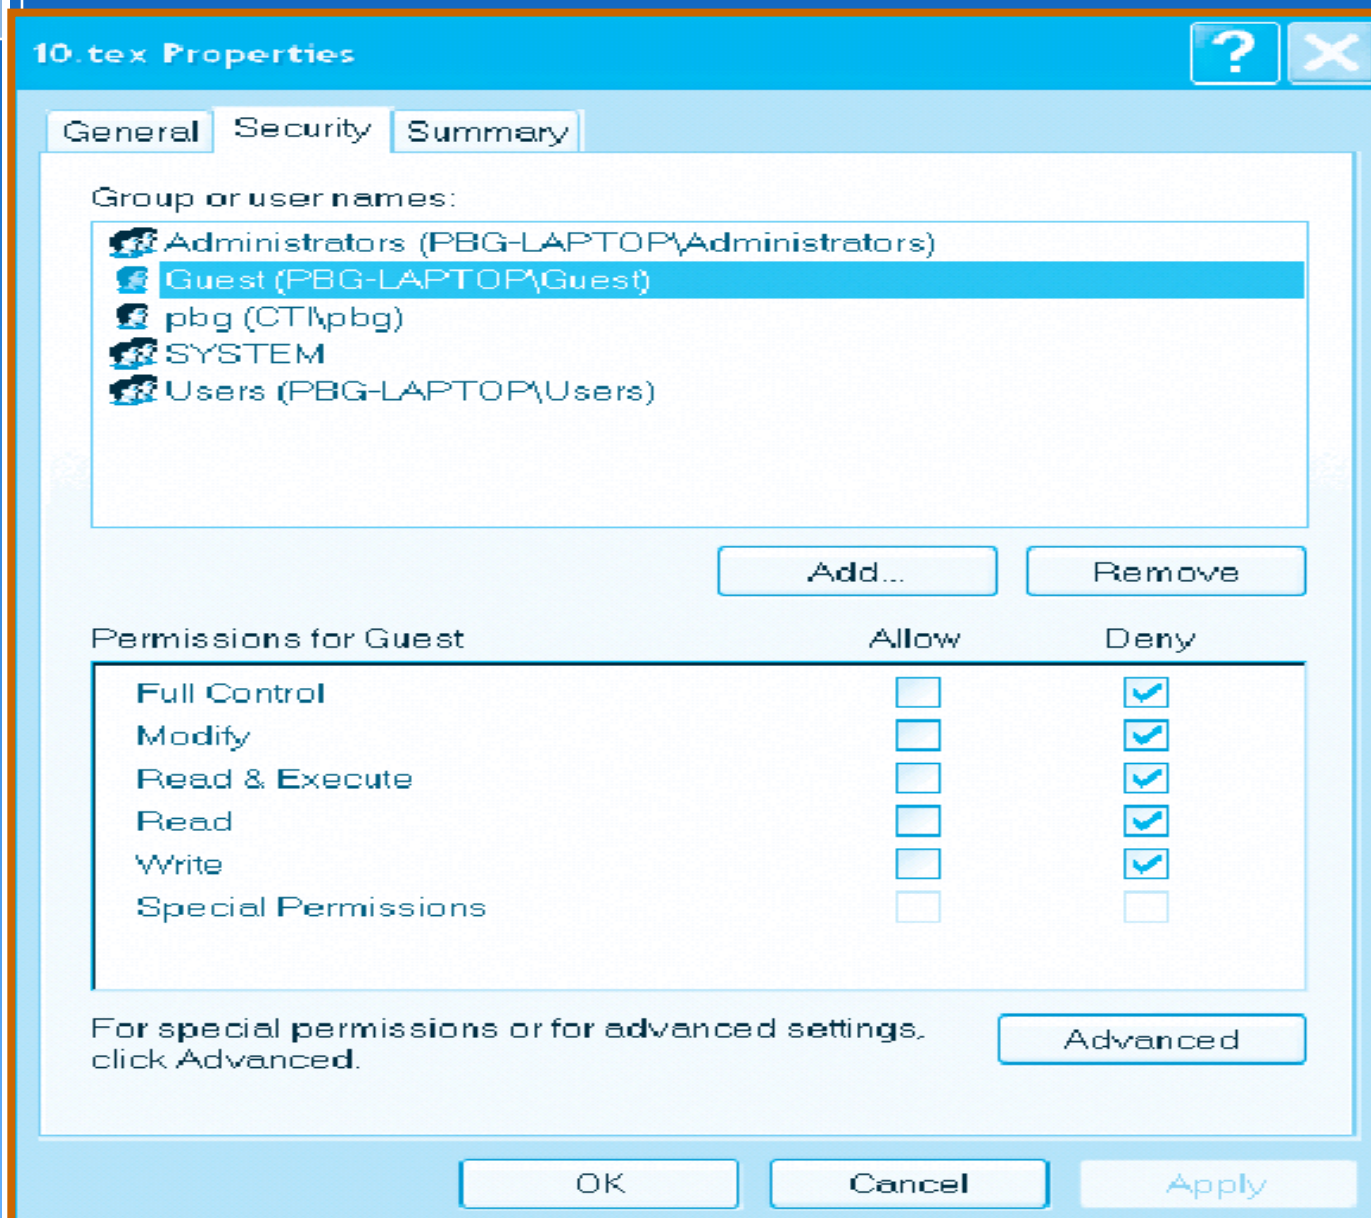 10.tex Properties
?
General Security Summary
Group or user names:
Administrators (PBG-LAPTOP\Administrators)
Guest (PBG-LAPTOP\Guest)
pbg (CTI\pbg)
SYSTEM
Users (PBG-LAPTOP\Users)
Add... Remove
Permissions for Guest Allow Deny
Full Control
Modify
Read & Execute
Read
Write
Special Permissions
For special permissions or for advanced settings,
click Advanced.
Advanced
OK Cancel Apply